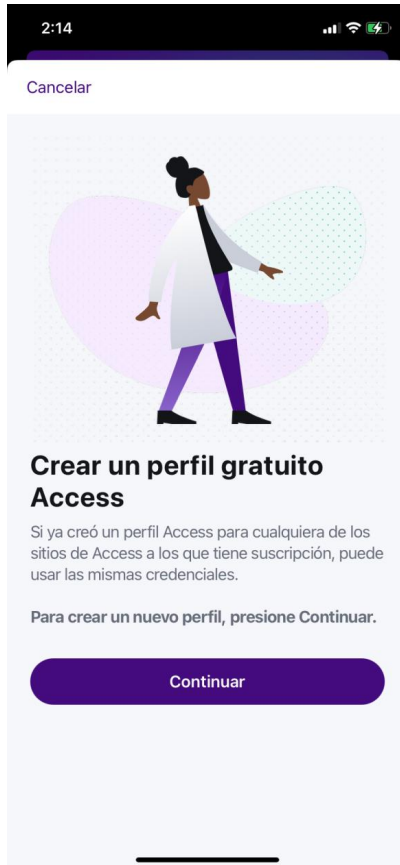 2:14
Cancelar
Crear un perfil gratuito
Access
Si ya creó un perfil Access para cualquiera de los
sitios de Access a los que tiene suscripción, puede
usar las mismas credenciales.
Para crear un nuevo perfil, presione Continuar.
Continuar